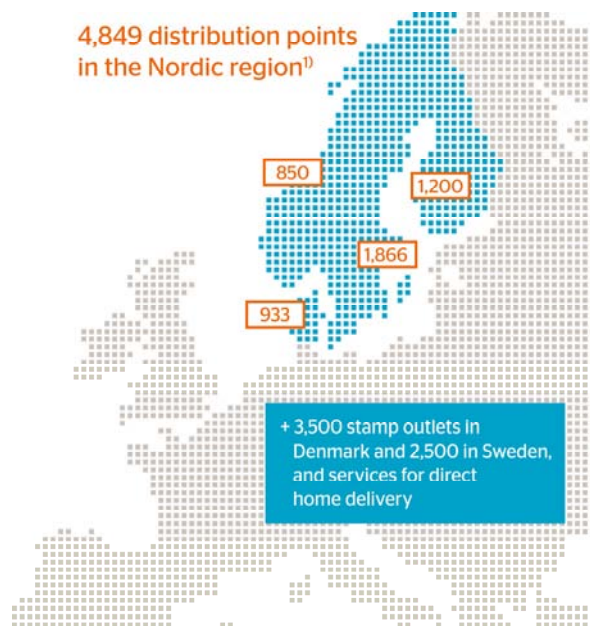 4,849 distribution points
in the Nordic region¹⁾
850
1,200
1,866
933
+ 3,500 stamp outlets in
Denmark and 2,500 in Sweden,
and services for direct
home delivery